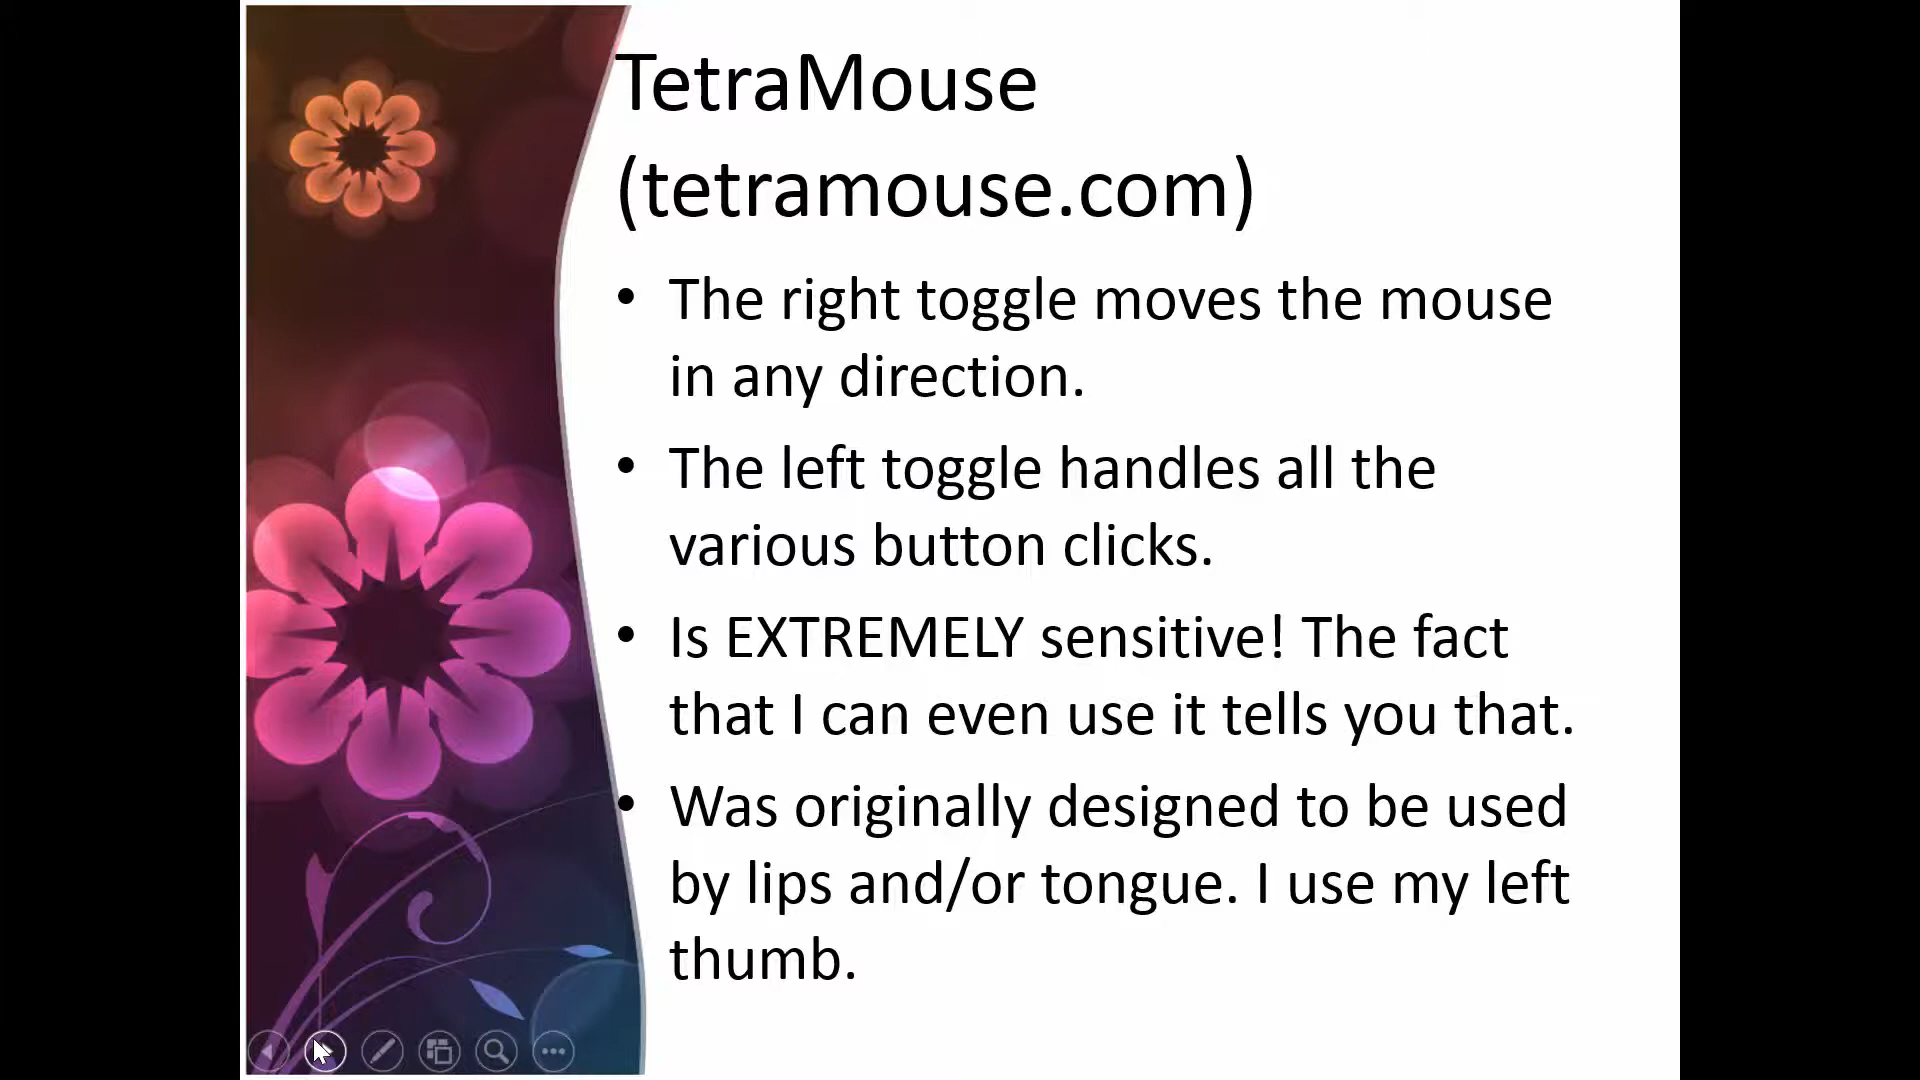 TetraMouse
(tetramouse.com)
• The right toggle moves the mouse
in any direction.
• The left toggle handles all the
various button clicks.
• Is EXTREMELY sensitive! The fact
that I can even use it tells you that.
• Was originally designed to be used
by lips and/or tongue. I use my left
thumb.